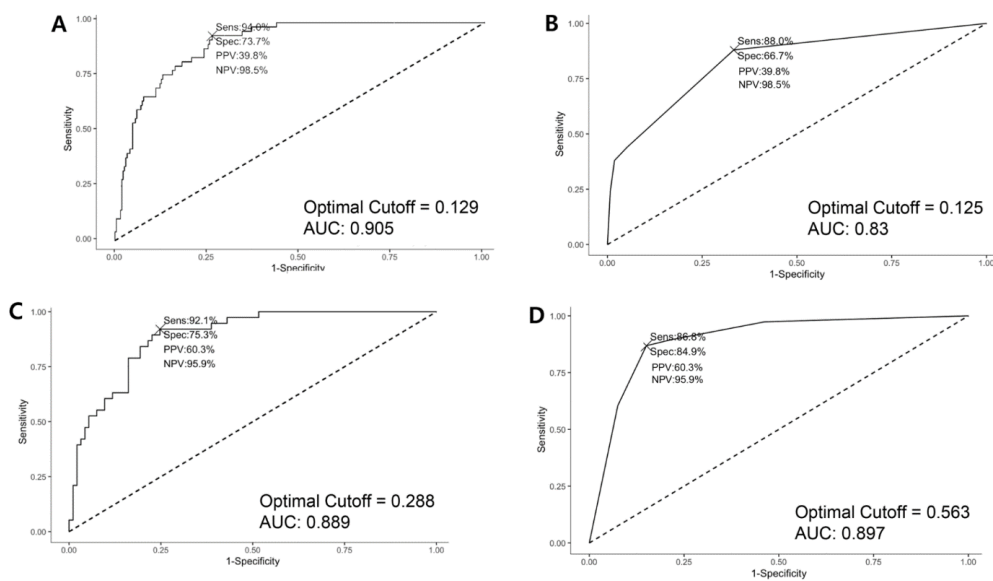 A
1.00
0.75
0.50
0.25
0.00
Sensitivity
Sens:94.0%
Spec:73.7%
PPV:39.8%
NPV:98.5%
Optimal Cutoff = 0.129
AUC: 0.905
0.00 0.25 0.50 0.75 1.00
1-Specificity
B
1.00
0.75
0.50
0.25
0.00
Sensitivity
Sens:88.0%
Spec:66.7%
PPV:39.8%
NPV:98.5%
Optimal Cutoff = 0.125
AUC: 0.83
0.00 0.25 0.50 0.75 1.00
1-Specificity
C
1.00
0.75
0.50
0.25
0.00
Sensitivity
Sens:92.1%
Spec:75.3%
PPV:60.3%
NPV:95.9%
Optimal Cutoff = 0.288
AUC: 0.889
0.00 0.25 0.50 0.75 1.00
1-Specificity
D
1.00
0.75
0.50
0.25
0.00
Sensitivity
Sens:86.8%
Spec:84.9%
PPV:60.3%
NPV:95.9%
Optimal Cutoff = 0.563
AUC: 0.897
0.00 0.25 0.50 0.75 1.00
1-Specificity